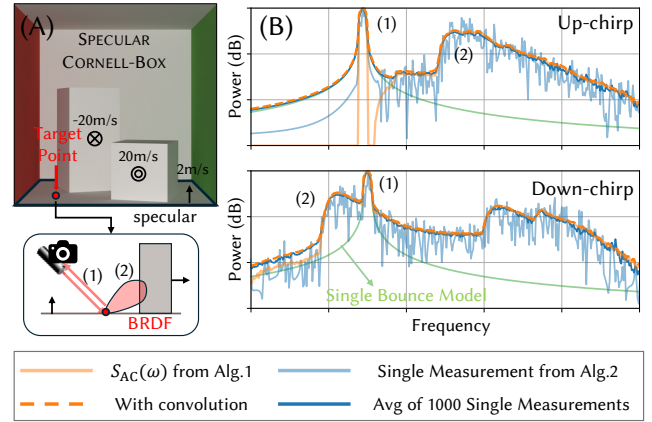 (A)
SPECULAR
CORNELL-BOX
-20m/s
Target
Point
20m/s
2m/s
specular
(1)
(2)
BRDF
(B)
Up-chirp
Power (dB)
(1)
(2)
Down-chirp
Power (dB)
(2)
(1)
Single Bounce Model
Frequency
S_AC(ω) from Alg.1
Single Measurement from Alg.2
With convolution
Avg of 1000 Single Measurements